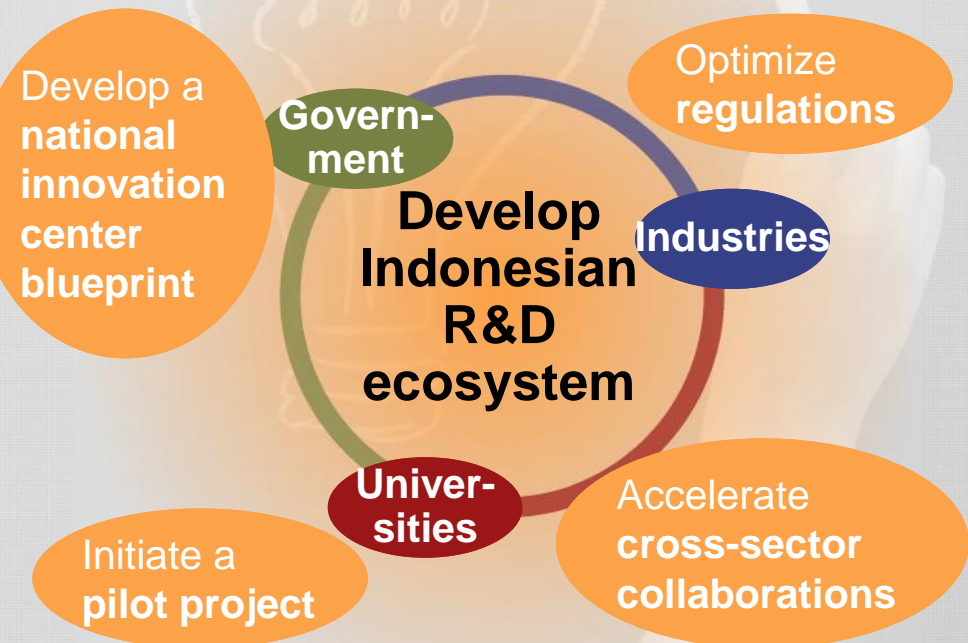 Develop a
national
innovation
center
blueprint
Govern-
ment
Optimize
regulations
Develop
Indonesian
R&D
ecosystem
Industries
Univer-
sities
Initiate a
pilot project
Accelerate
cross-sector
collaborations